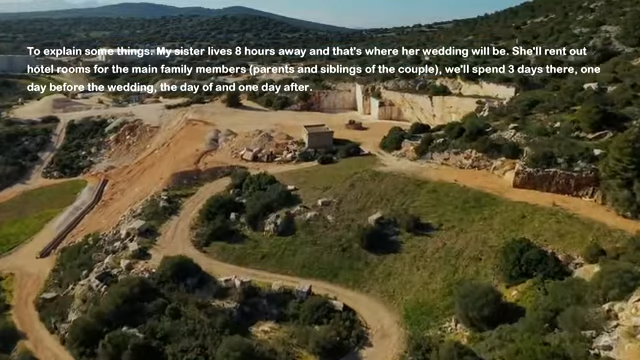 To explain some things. My sister lives 8 hours away and that's where her wedding will be. She'll rent out
hotel rooms for the main family members (parents and siblings of the couple), we'll spend 3 days there, one
day before the wedding, the day of and one day after.